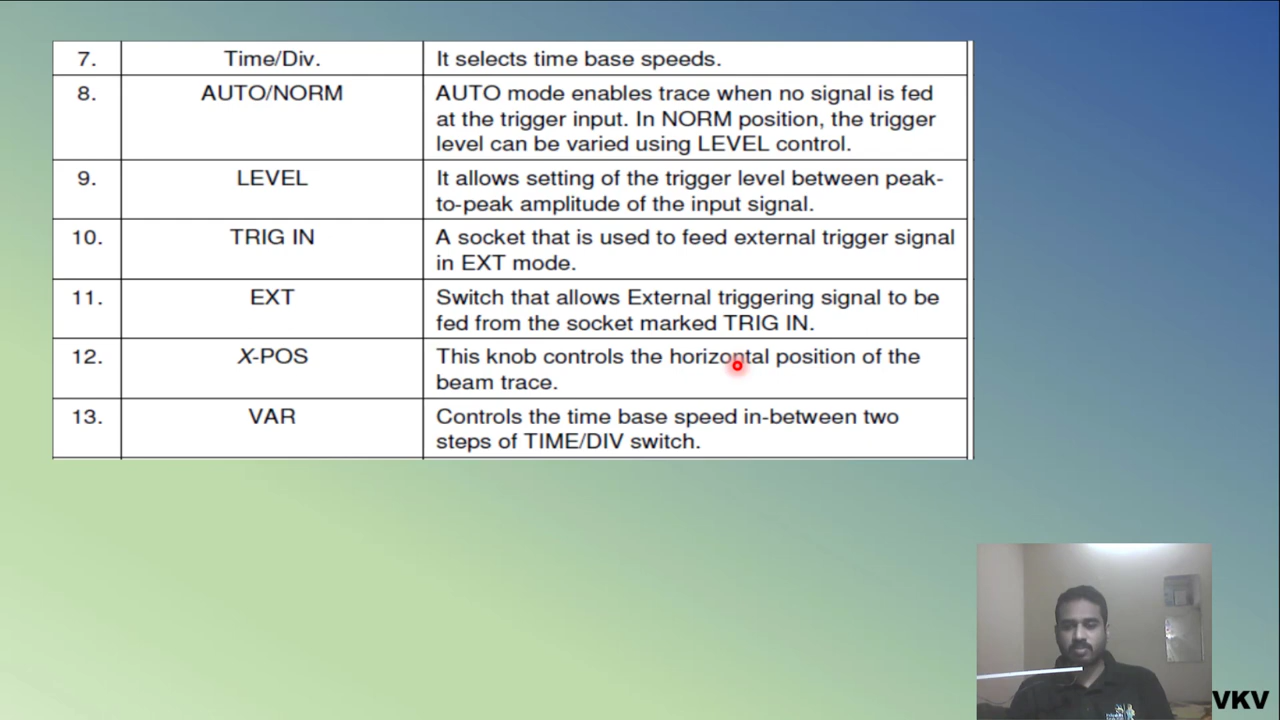 7. Time/Div. It selects time base speeds.
8. AUTO/NORM AUTO mode enables trace when no signal is fed
at the trigger input. In NORM position, the trigger
level can be varied using LEVEL control.
9. LEVEL It allows setting of the trigger level between peak-
to-peak amplitude of the input signal.
10. TRIG IN A socket that is used to feed external trigger signal
in EXT mode.
11. EXT Switch that allows External triggering signal to be
fed from the socket marked TRIG IN.
12. X-POS This knob controls the horizontal position of the
beam trace.
13. VAR Controls the time base speed in-between two
steps of TIME/DIV switch.
VKV